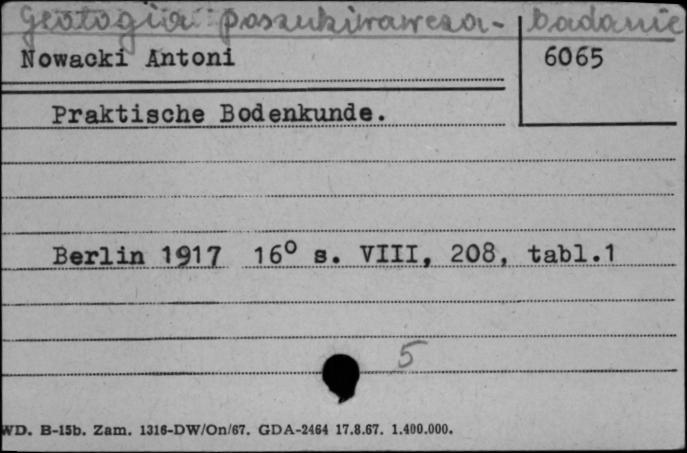 Geologia poszukiwawcza - badanie
Nowacki Antoni
6065
Praktische Bodenkunde.
Berlin 1917 16° s. VIII, 208, tabl.1
5
WD. B-15b. Zam. 1316-DW/On/67. GDA-2464 17.8.67. 1.400.000.